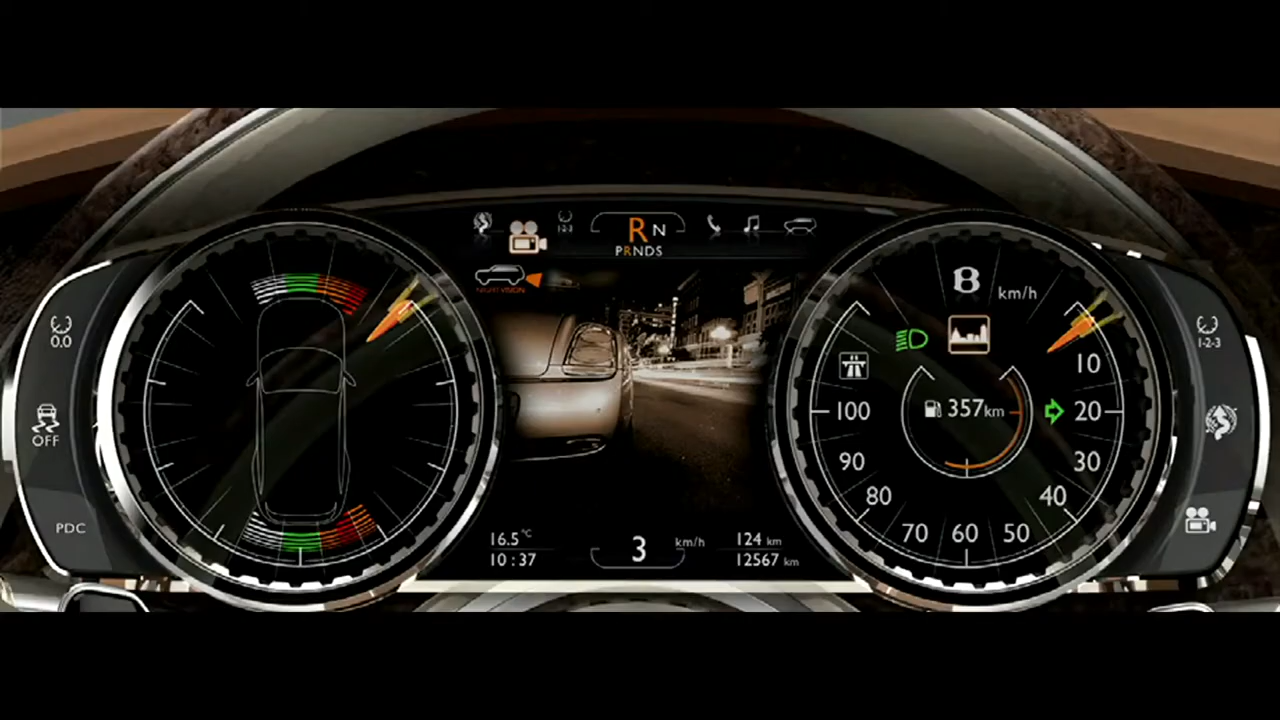 R N
PRNDS
NIGHT VISION
0.0
OFF
PDC
16.5°C
10:37
3 km/h
124 km
12567 km
8 km/h
10
20
30
40
50
60
70
80
90
100
357km
1-2-3
1-2-3